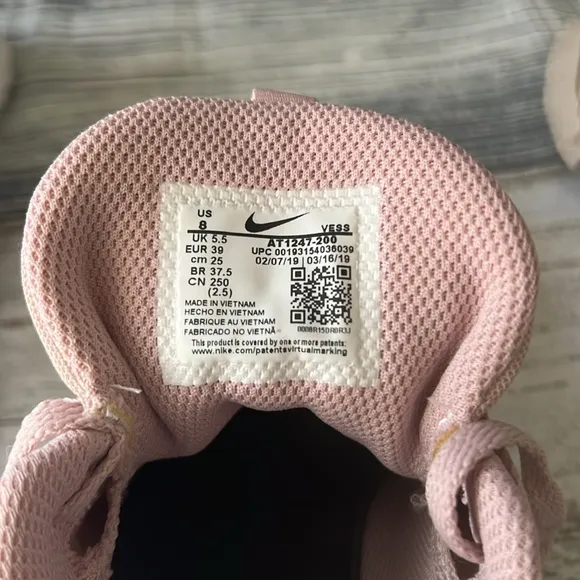 US
8 VESS
UK 5.5 AT1247-200
EUR 39 UPC 00193154036039
cm 25 02/07/19 | 03/16/19
BR 37.5
CN 250
(2.5)
MADE IN VIETNAM
HECHO EN VIETNAM
FABRIQUE AU VIETNAM
FABRICADO NO VIETNÃ
This product is covered by one or more patents:
www.nike.com/patentsvirtualmarking